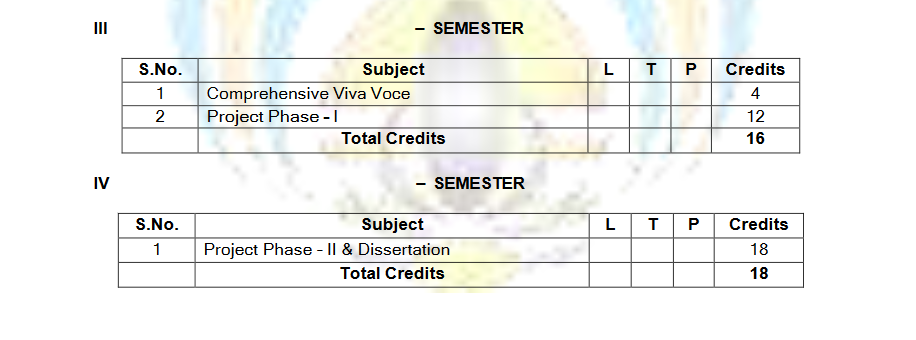 III – SEMESTER
S.No. Subject L T P Credits
1 Comprehensive Viva Voce 4
2 Project Phase - I 12
Total Credits 16
IV – SEMESTER
S.No. Subject L T P Credits
1 Project Phase - II & Dissertation 18
Total Credits 18